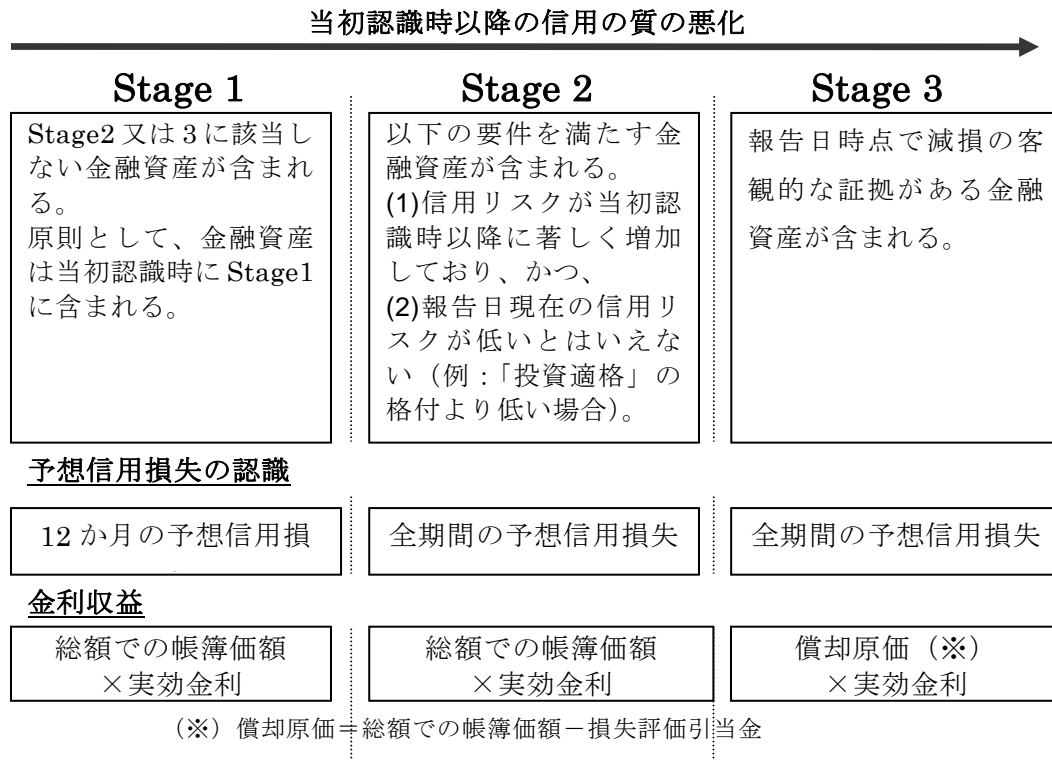 当初認識時以降の信用の質の悪化
Stage 1
Stage2 又は 3 に該当し
ない金融資産が含まれ
る。
原則として、金融資産
は当初認識時に Stage1
に含まれる。
Stage 2
以下の要件を満たす金
融資産が含まれる。
(1)信用リスクが当初認
識時以降に著しく増加
しており、かつ、
(2)報告日現在の信用リ
スクが低いとはいえな
い（例：「投資適格」の
格付より低い場合）。
Stage 3
報告日時点で減損の客
観的な証拠がある金融
資産が含まれる。
予想信用損失の認識
12 か月の予想信用損
全期間の予想信用損失
全期間の予想信用損失
金利収益
総額での帳簿価額
×実効金利
総額での帳簿価額
×実効金利
償却原価（※）
×実効金利
（※）償却原価＝総額での帳簿価額－損失評価引当金